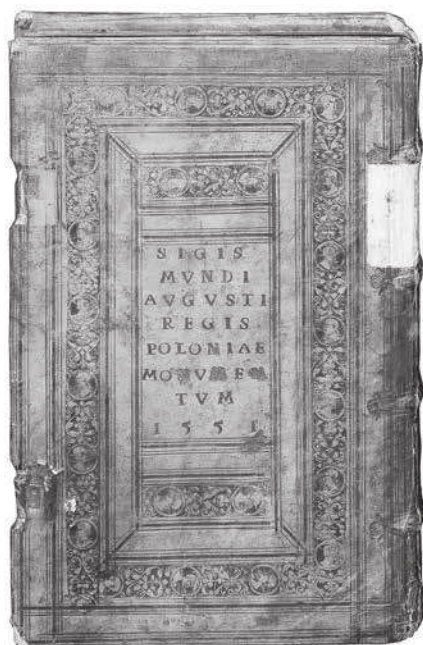 SIGIS
MVNDI
AVGVSTI
REGIS
POLONIAE
MONVMEN
TVM
1551